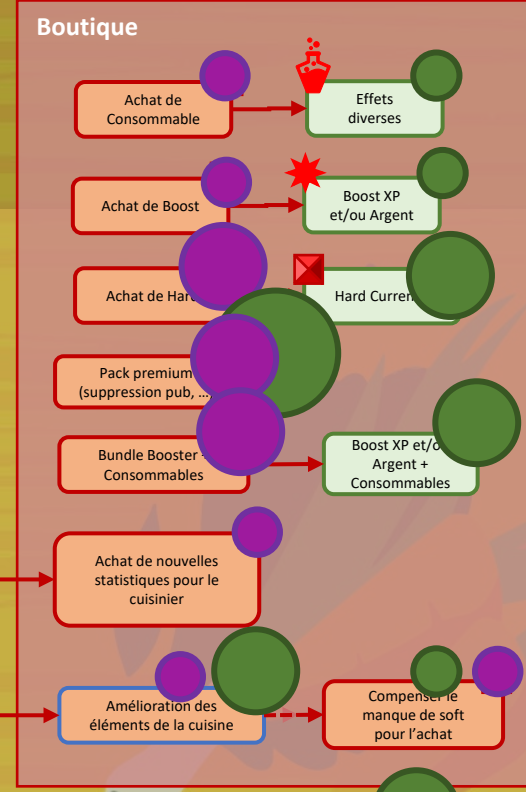 Boutique
Achat de
Consommable
Effets
diverses
Achat de Boost
Boost XP
et/ou Argent
Achat de
Hard
Pack premium
(suppression pub, ...
Bundle Booster
Consommables
Boost XP et/o
Argent +
Consommables
Achat de nouvelles
statistiques pour le
cuisinier
Amélioration des
éléments de la cuisine
Compenser le
manque de soft
pour l'achat